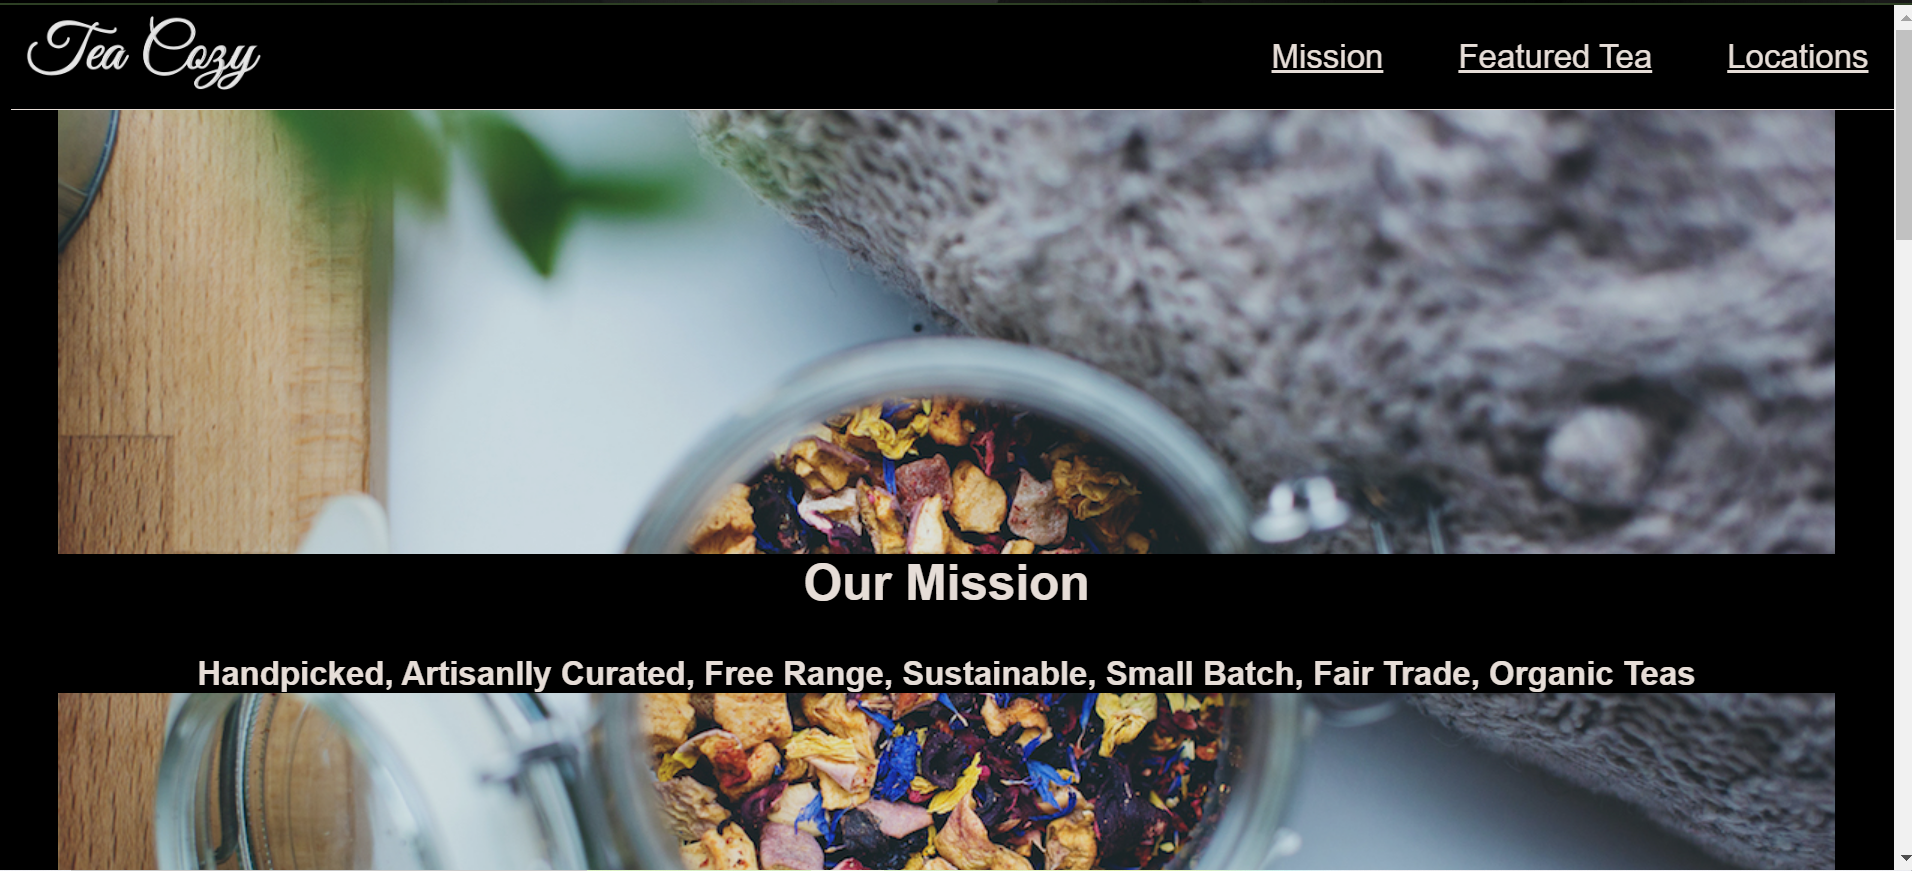 Tea Cozy
Mission Featured Tea Locations
Our Mission
Handpicked, Artisanlly Curated, Free Range, Sustainable, Small Batch, Fair Trade, Organic Teas